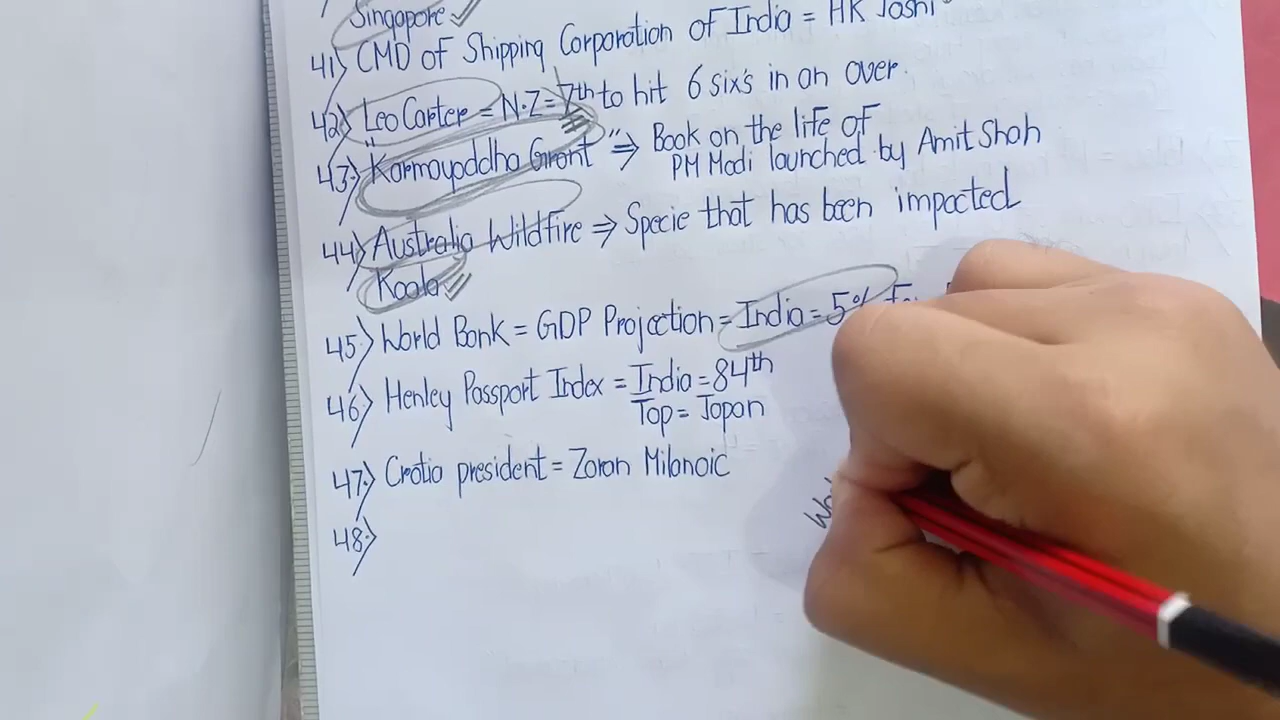 Singapore
41) CMD of Shipping Corporation of India = HK Joshi
42) Leo Carter = N.Z = 7th to hit 6 six's in an over.
43) "Karmayoddha Granth" ⇒ Book on the life of
PM Modi launched by Amit Shah
44) Australia Wildfire ⇒ Specie that has been impacted
Koala
45) World Bank = GDP Projection = India = 5%
46) Henley Passport Index = India = 84th
Top = Japan
47) Crotia president = Zoran Milanoic
48)